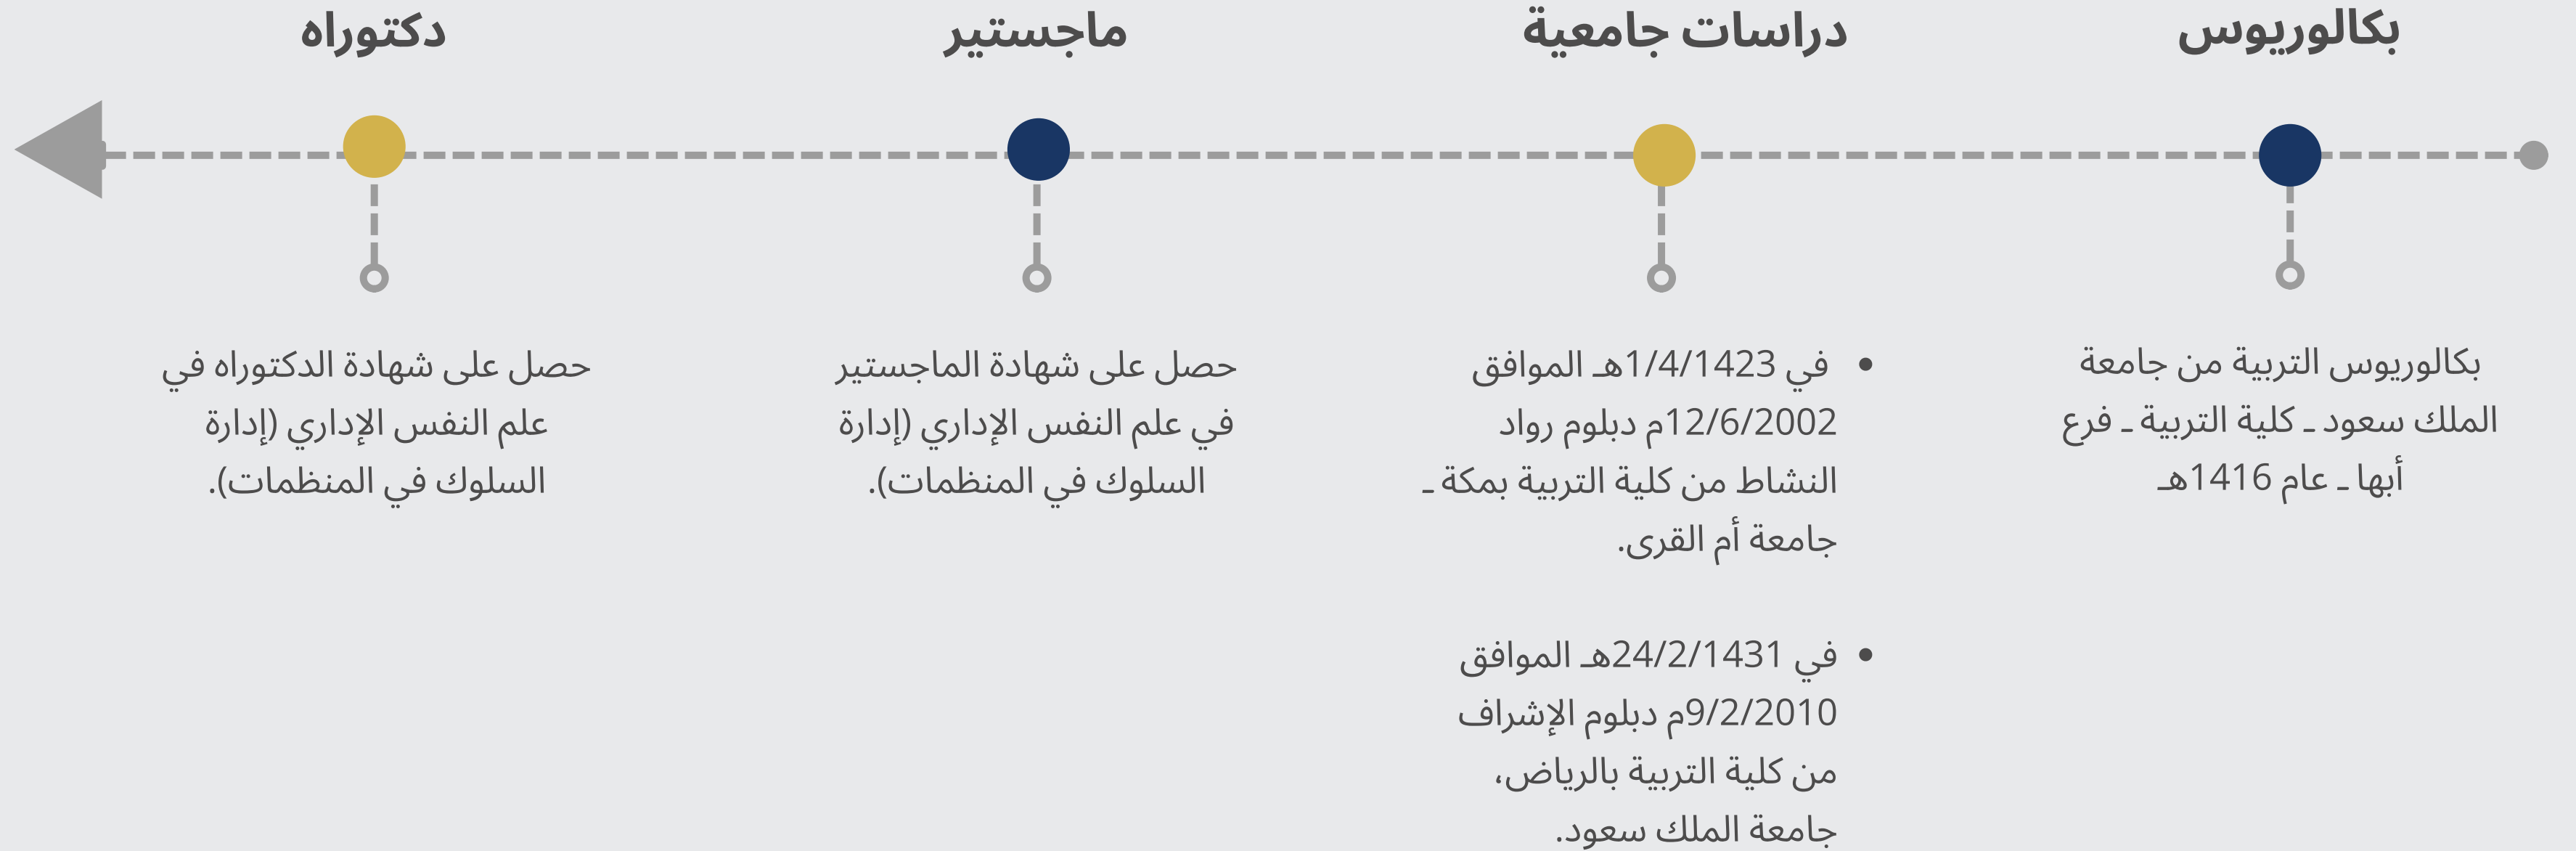 بكالوريوس
بكالوريوس التربية من جامعة
الملك سعود ـ كلية التربية ـ فرع
أبها ـ عام 1416هـ
دراسات جامعية
• في 1/4/1423هـ الموافق
12/6/2002م دبلوم رواد
النشاط من كلية التربية بمكة ـ
جامعة أم القرى.
• في 24/2/1431هـ الموافق
9/2/2010م دبلوم الإشراف
من كلية التربية بالرياض،
جامعة الملك سعود.
ماجستير
حصل على شهادة الماجستير
في علم النفس الإداري (إدارة
السلوك في المنظمات).
دكتوراه
حصل على شهادة الدكتوراه في
علم النفس الإداري (إدارة
السلوك في المنظمات).